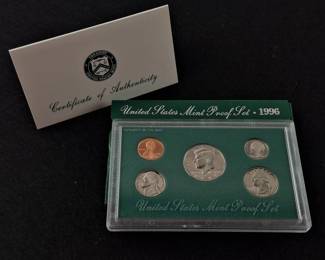 Certificate of Authenticity
United States Mint Proof Set - 1996
United States Mint Proof Set